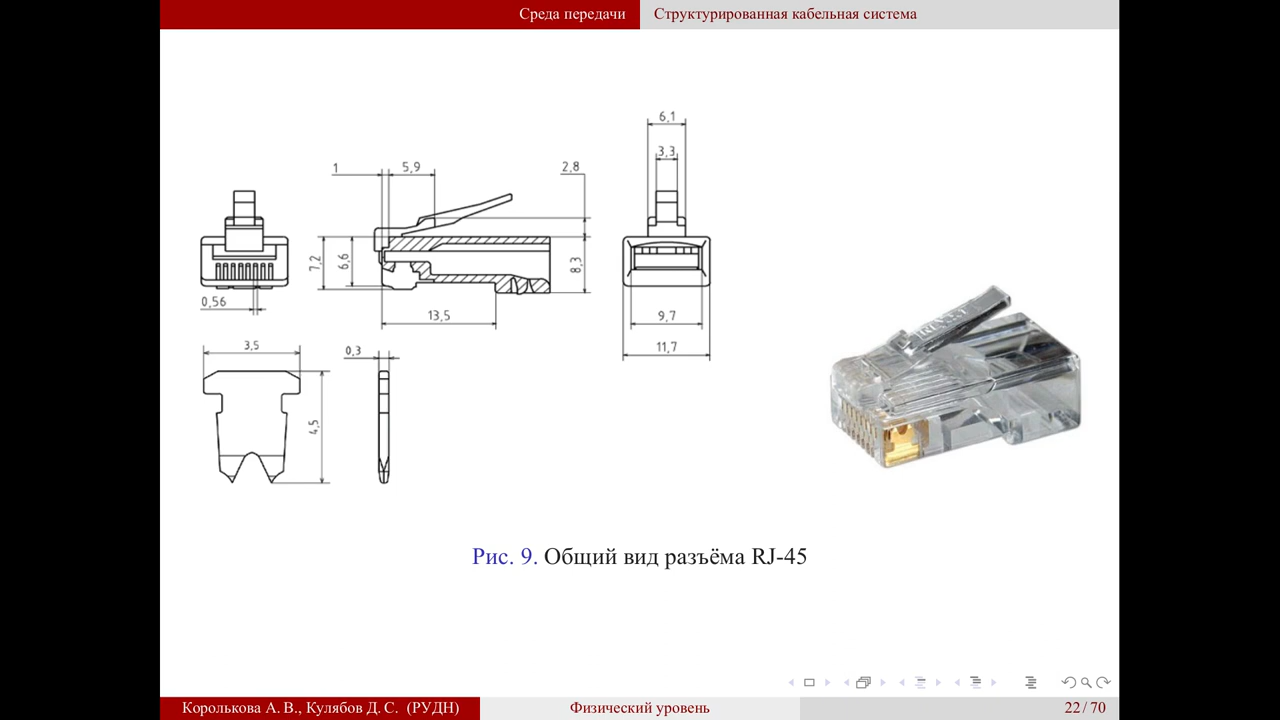 Среда передачи
Структурированная кабельная система
6,1
3,3
1
5,9
2,8
7,2
6,6
8,3
0,56
13,5
9,7
11,7
3,5
0,3
4,5
Рис. 9. Общий вид разъёма RJ-45
Королькова А. В., Кулябов Д. С. (РУДН)
Физический уровень
22 / 70